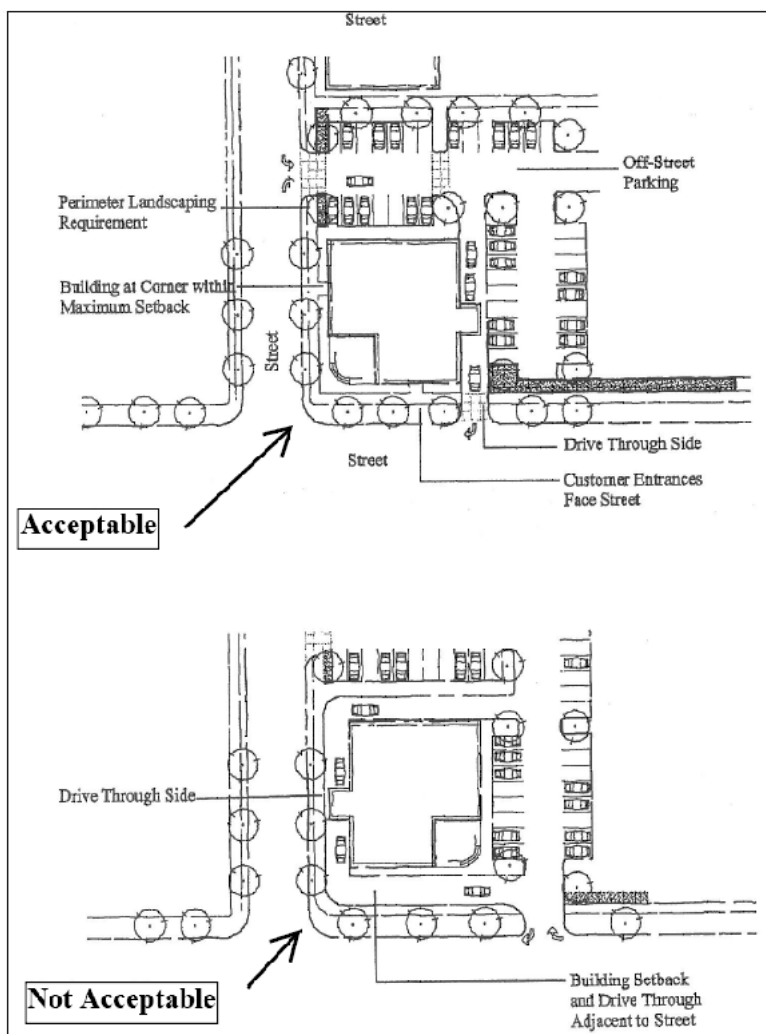 Street
Off-Street
Parking
Perimeter Landscaping
Requirement
Building at Corner within
Maximum Setback
Street
Drive Through Side
Street
Customer Entrances
Face Street
Acceptable
Drive Through Side
Building Setback
and Drive Through
Adjacent to Street
Not Acceptable